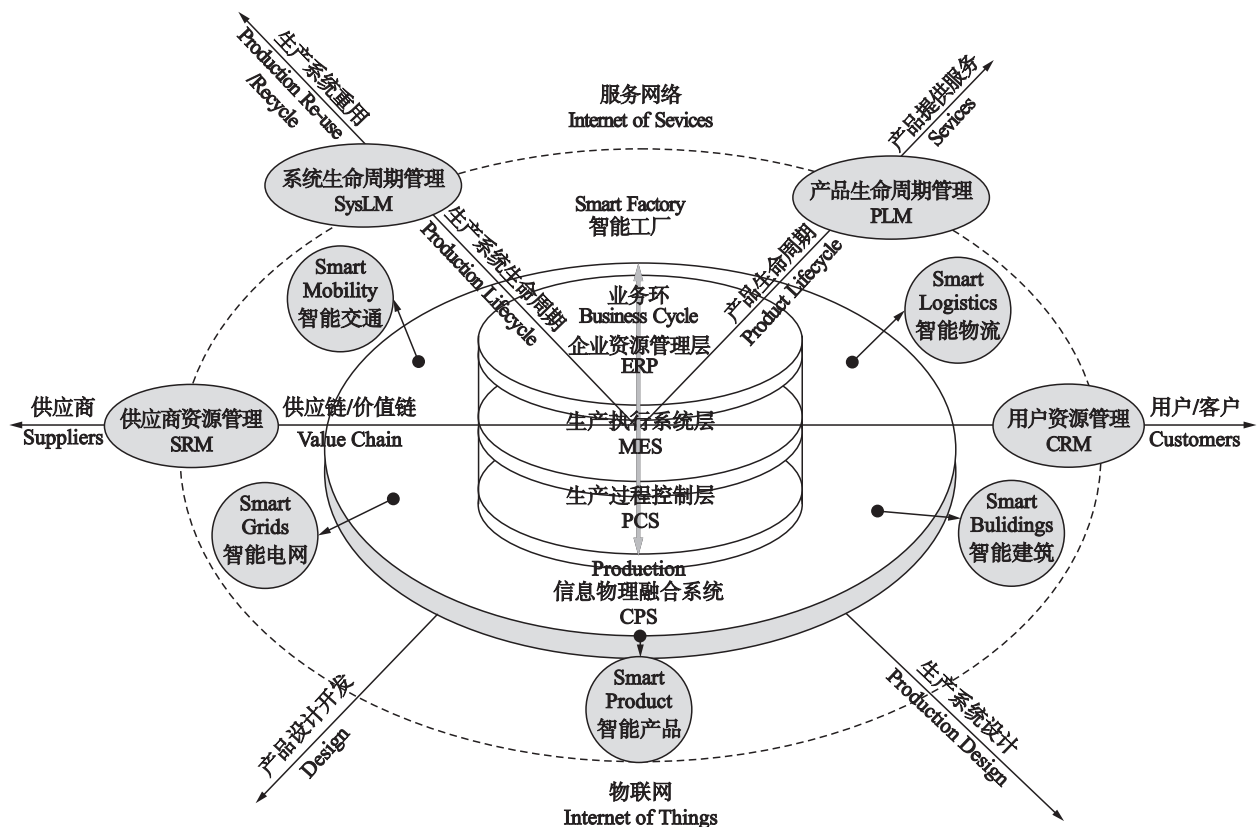 生产系统重用
Production Re-use
/Recycle
服务网络
Internet of Sevices
产品提供服务
Sevices
系统生命周期管理
SysLM
产品生命周期管理
PLM
Smart Factory
智能工厂
生产系统生命周期
Production Lifecycle
产品生命周期
Product Lifecycle
Smart
Mobility
智能交通
Smart
Logistics
智能物流
业务环
Business Cycle
企业资源管理层
ERP
供应商
Suppliers
供应商资源管理
SRM
供应链/价值链
Value Chain
生产执行系统层
MES
用户资源管理
CRM
用户/客户
Customers
生产过程控制层
PCS
Smart
Grids
智能电网
Smart
Bulidings
智能建筑
Production
信息物理融合系统
CPS
Smart
Product
智能产品
产品设计开发
Design
生产系统设计
Production Design
物联网
Internet of Things